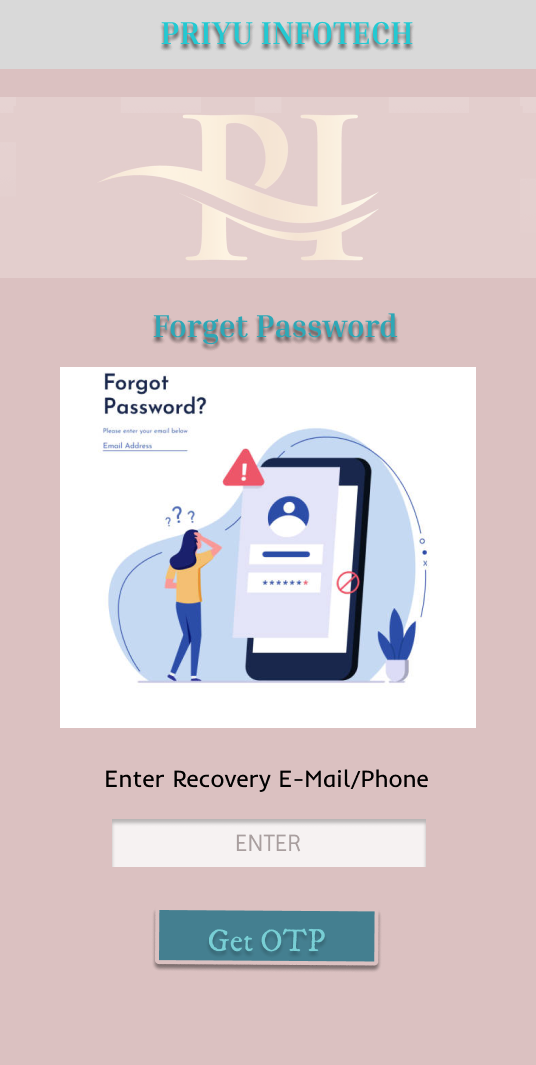 PRIYU INFOTECH
PI
Forget Password
Forgot
Password?
Please enter your email below
Email Address
! 
? ? ?
x
*******
Enter Recovery E-Mail/Phone
ENTER
Get OTP